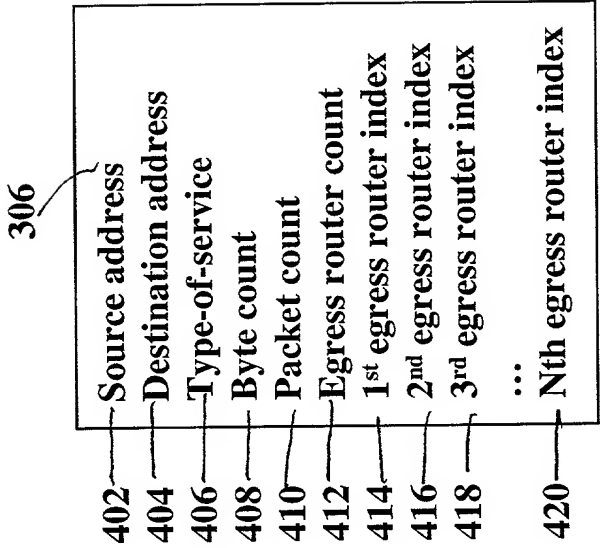 306
402 Source address
404 Destination address
406 Type-of-service
408 Byte count
410 Packet count
412 Egress router count
414 1st egress router index
416 2nd egress router index
418 3rd egress router index
...
420 Nth egress router index